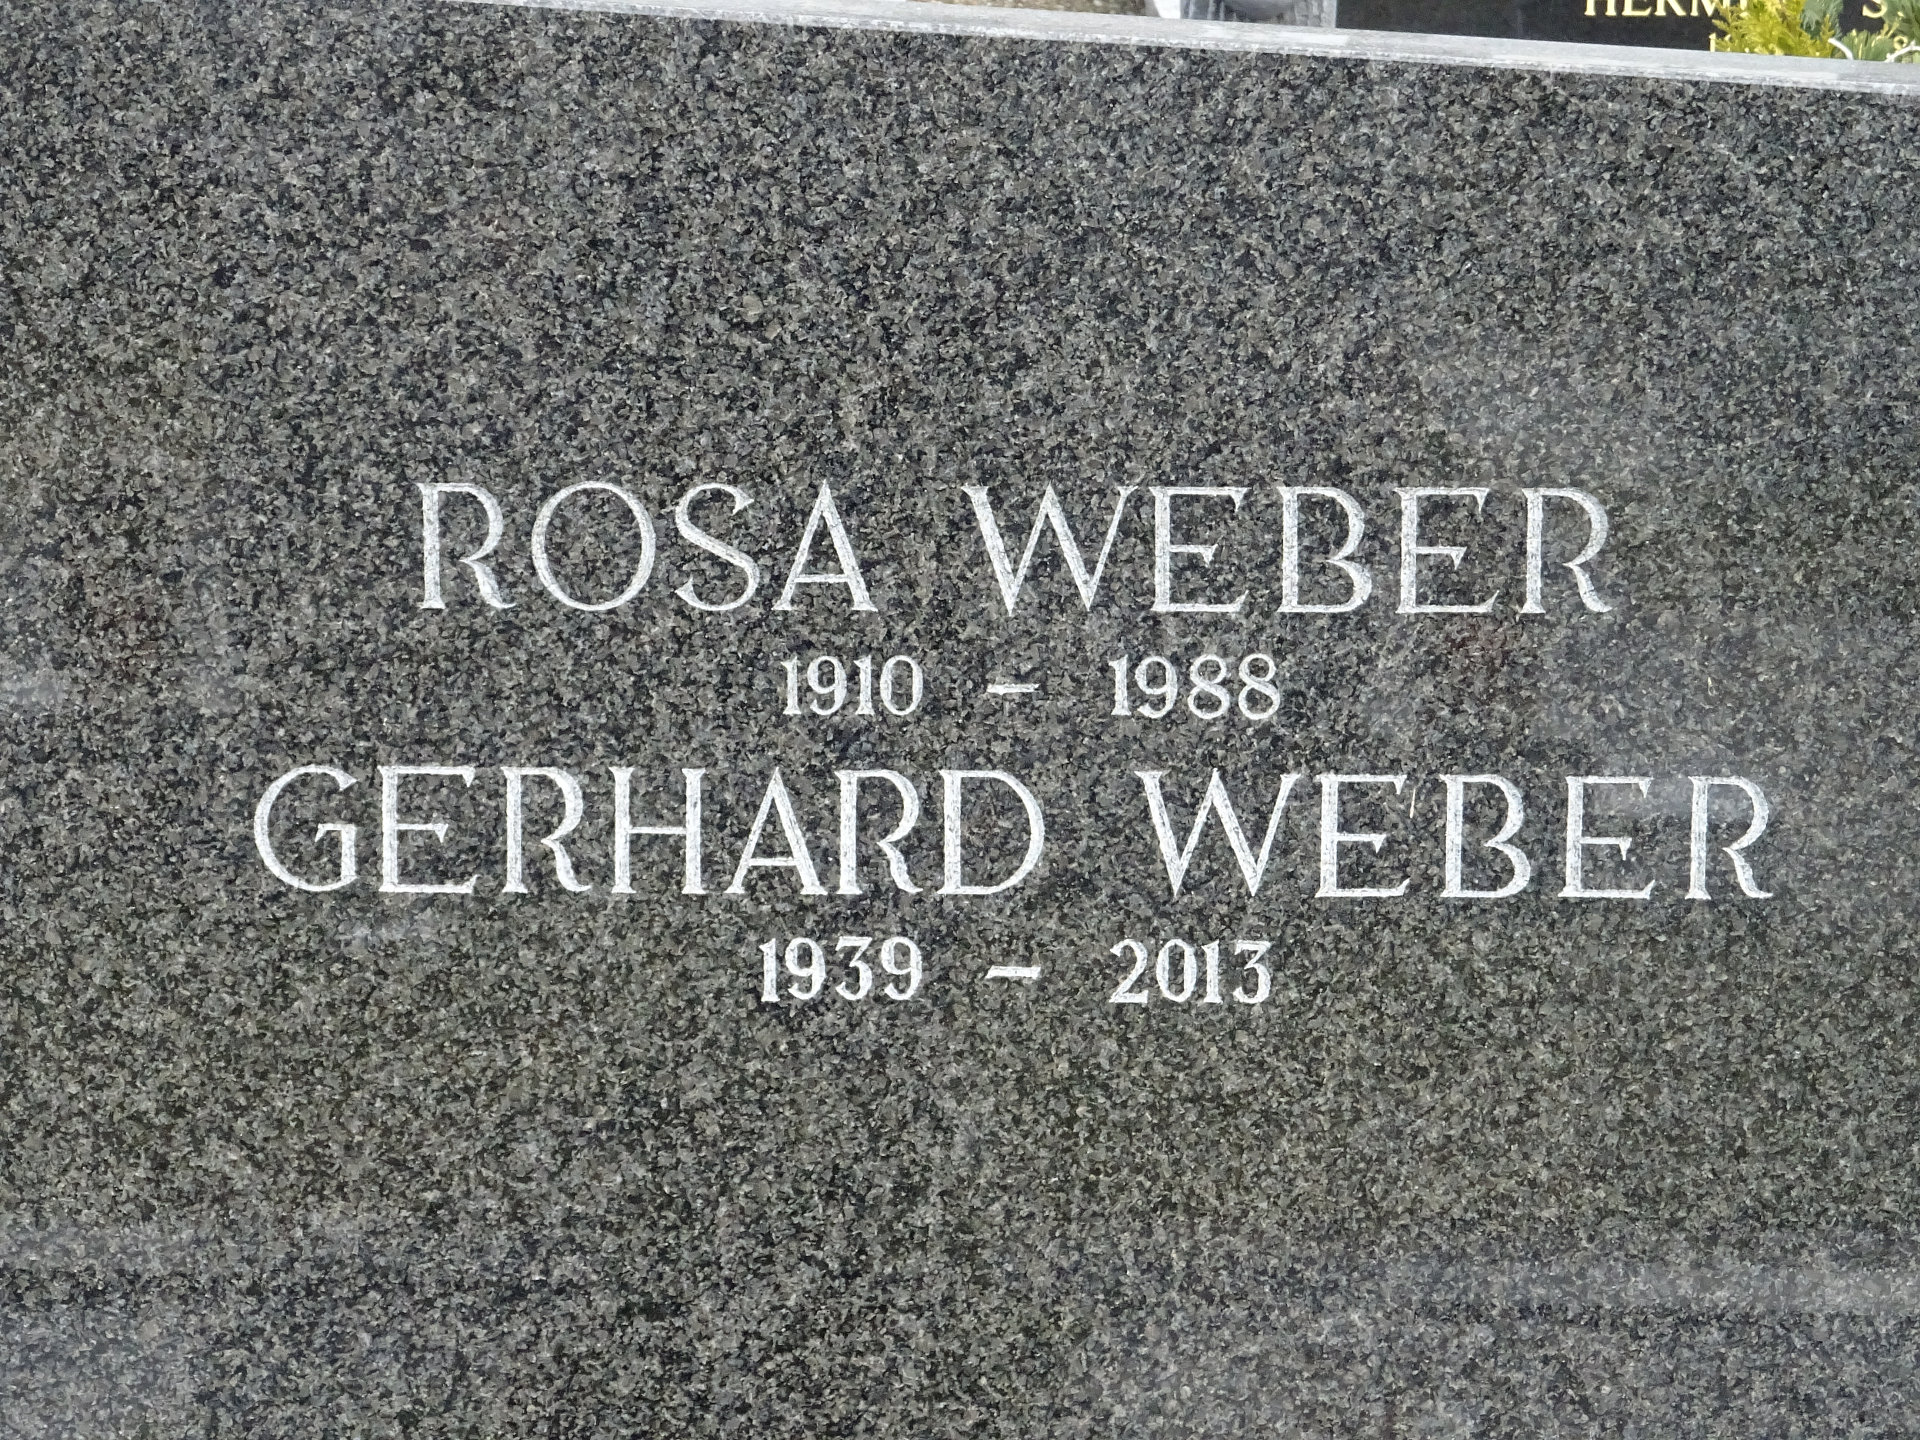 ROSA WEBER
1910 – 1988
GERHARD WEBER
1939 – 2013